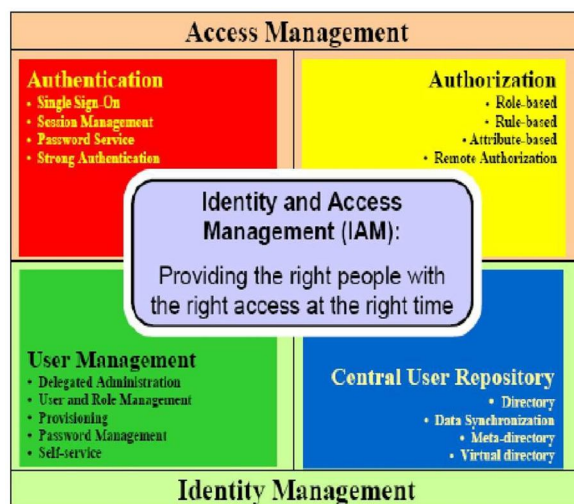 Access Management
Authentication
• Single Sign-On
• Session Management
• Password Service
• Strong Authentication
Authorization
• Role-based
• Rule-based
• Attribute-based
• Remote Authorization
Identity and Access
Management (IAM):
Providing the right people with
the right access at the right time
User Management
• Delegated Administration
• User and Role Management
• Provisioning
• Password Management
• Self-service
Central User Repository
• Directory
• Data Synchronization
• Meta-directory
• Virtual directory
Identity Management